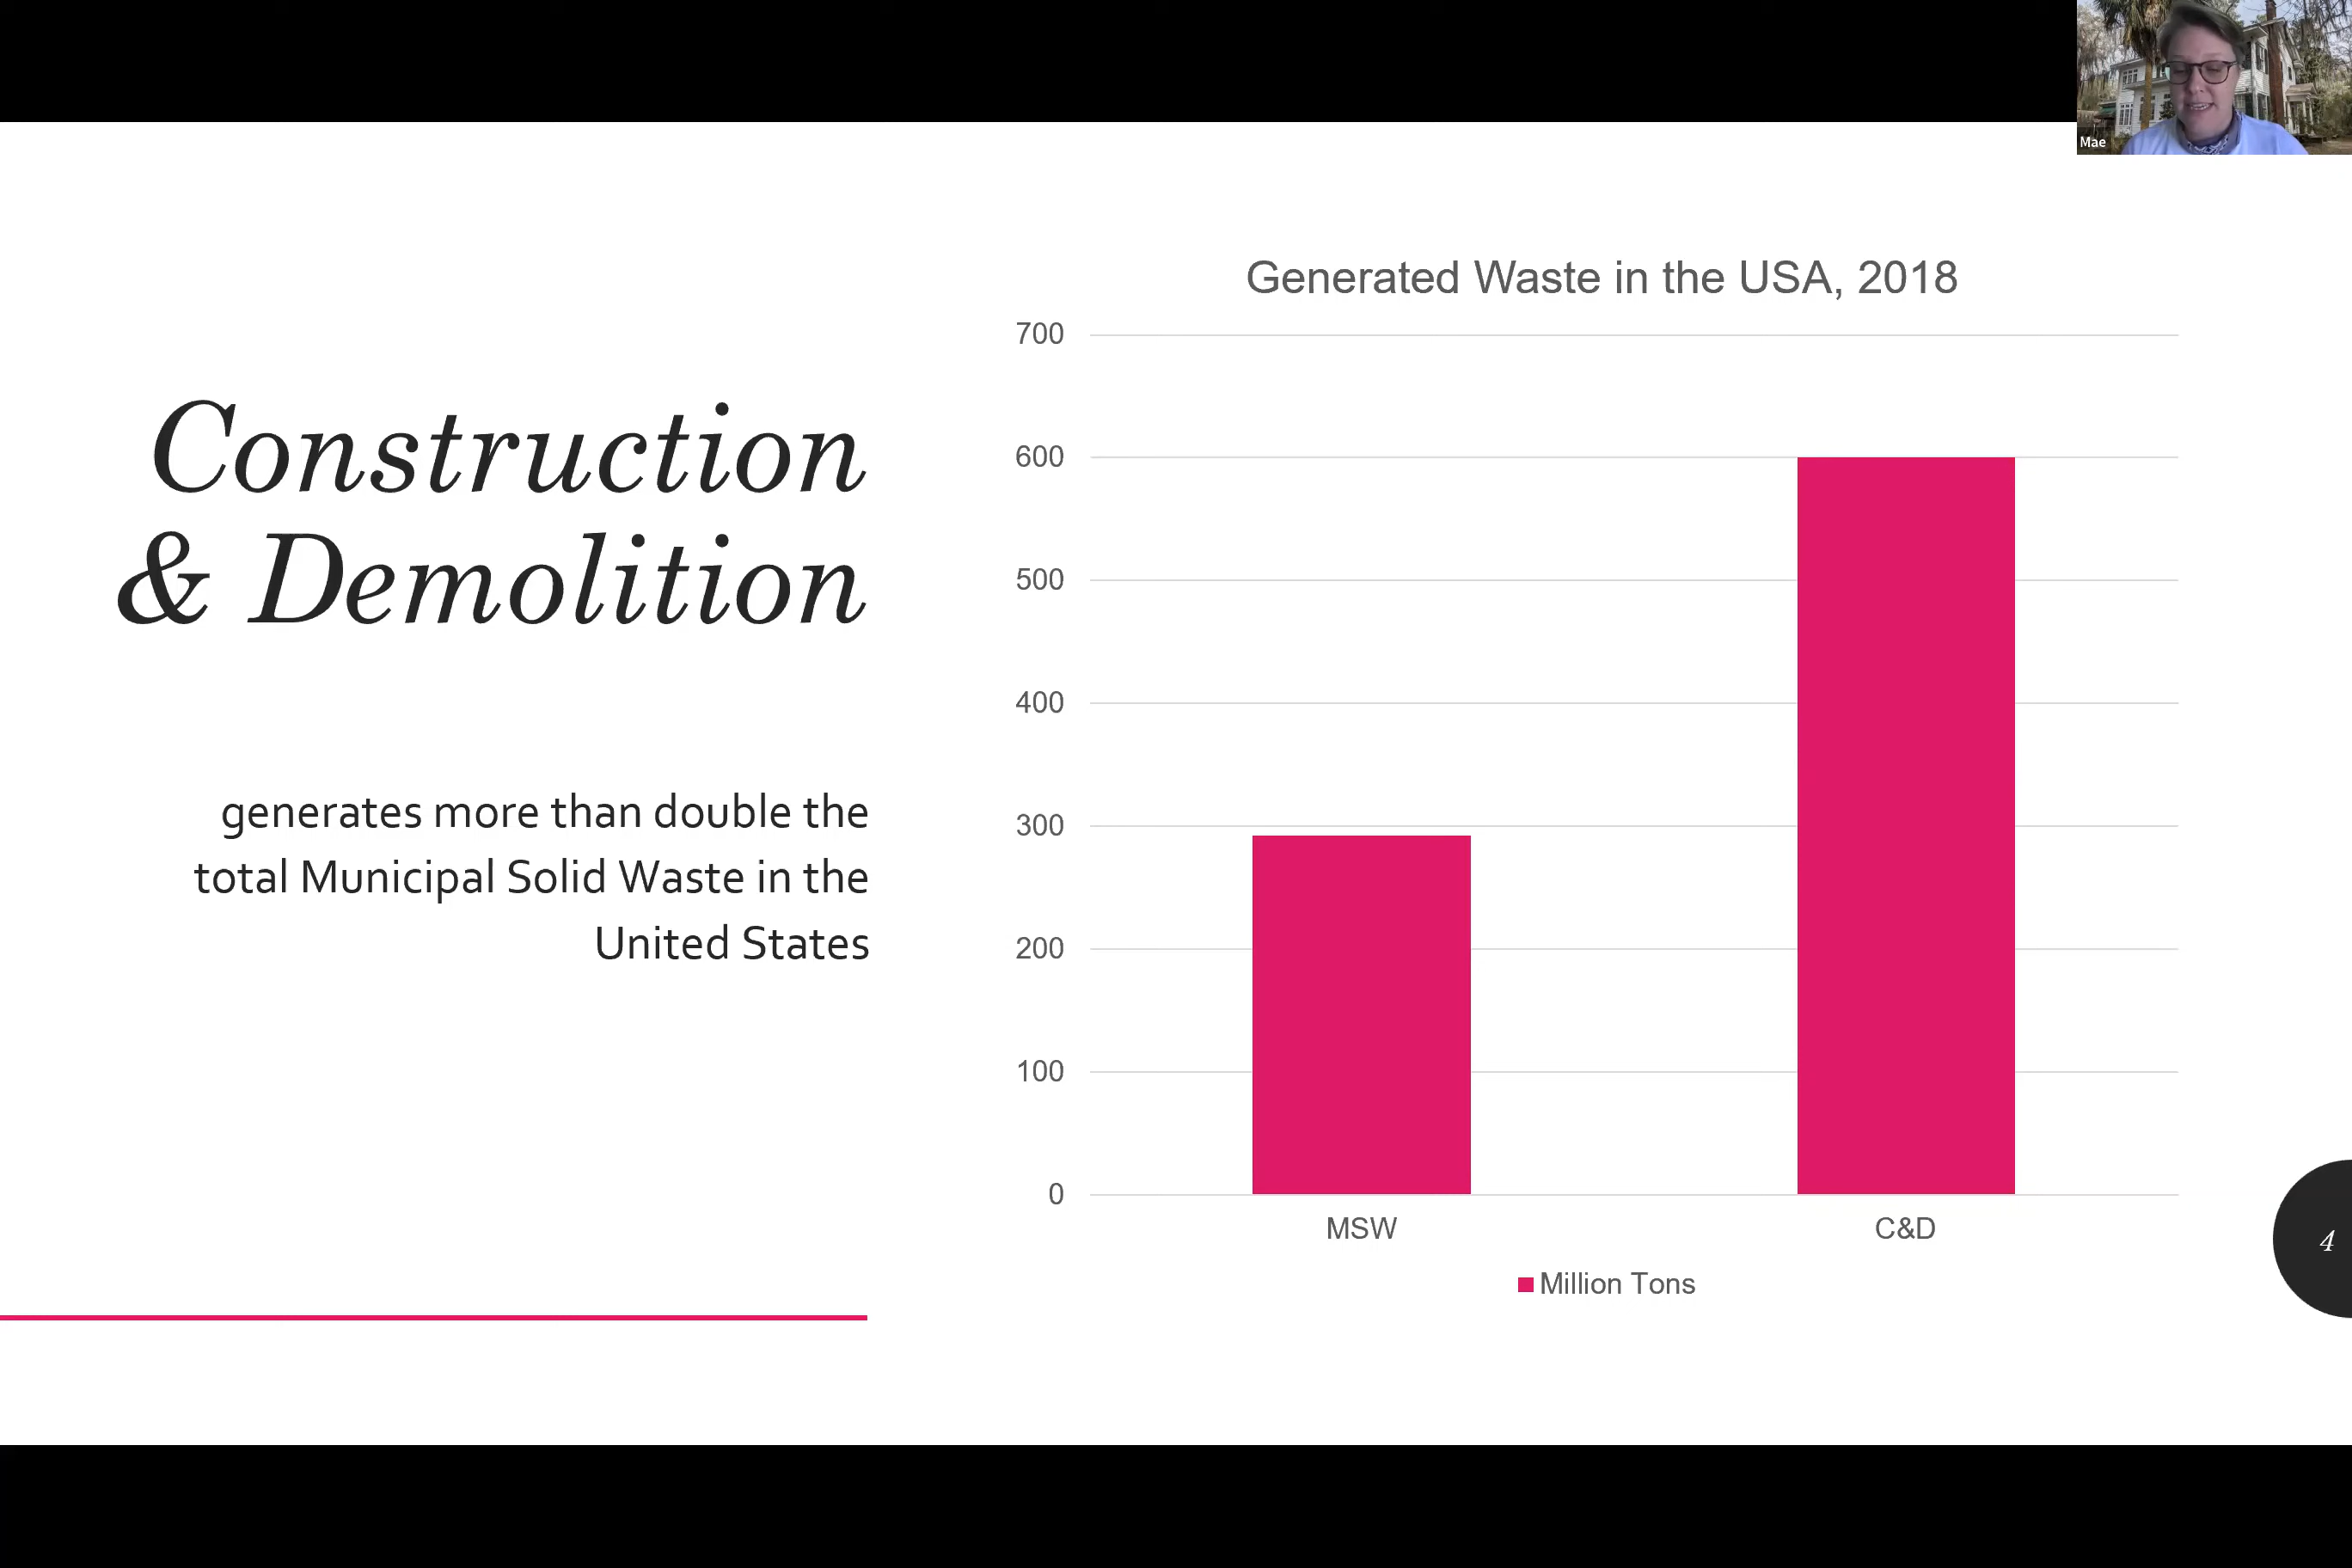 Mae
Construction
& Demolition
generates more than double the
total Municipal Solid Waste in the
United States
Generated Waste in the USA, 2018
700
600
500
400
300
200
100
0
MSW
C&D
Million Tons
4